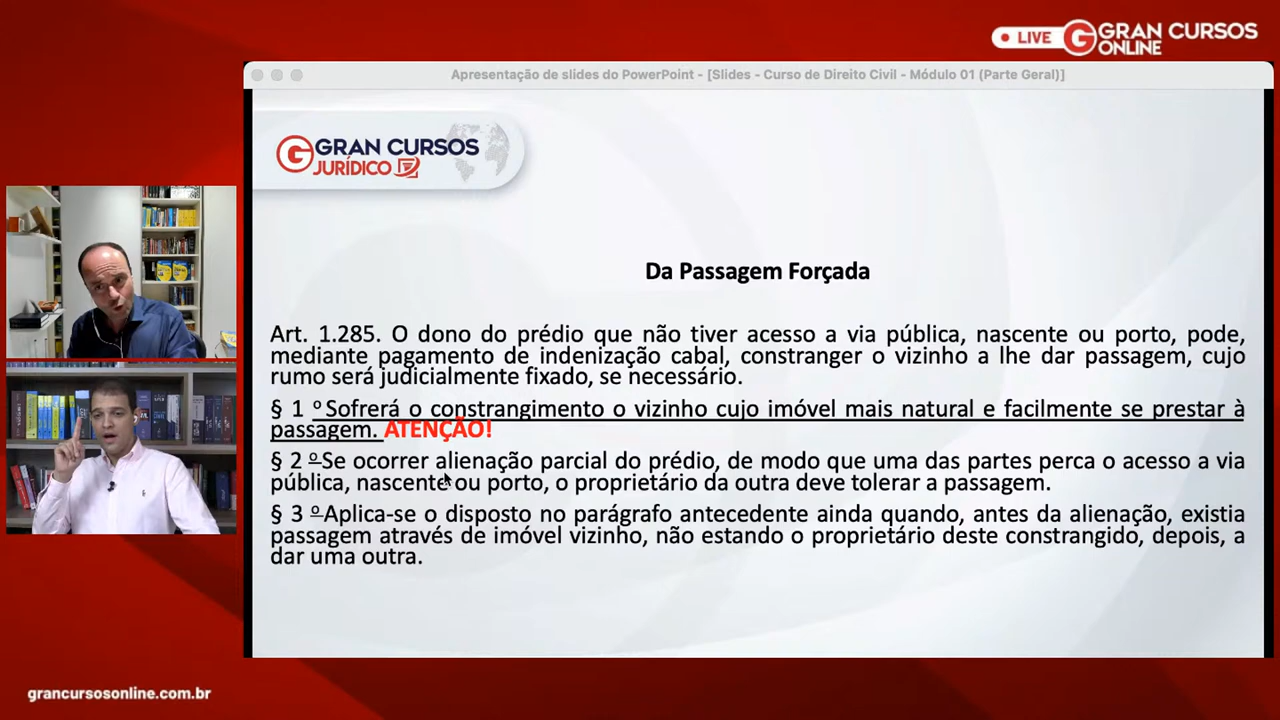 LIVE
GRAN CURSOS
ONLINE
Apresentação de slides do PowerPoint - [Slides - Curso de Direito Civil - Módulo 01 (Parte Geral)]
GRAN CURSOS
JURÍDICO
Da Passagem Forçada
Art. 1.285. O dono do prédio que não tiver acesso a via pública, nascente ou porto, pode,
mediante pagamento de indenização cabal, constranger o vizinho a lhe dar passagem, cujo
rumo será judicialmente fixado, se necessário.
§ 1 º Sofrerá o constrangimento o vizinho cujo imóvel mais natural e facilmente se prestar à
passagem. ATENÇÃO!
§ 2 º Se ocorrer alienação parcial do prédio, de modo que uma das partes perca o acesso a via
pública, nascente ou porto, o proprietário da outra deve tolerar a passagem.
§ 3 º Aplica-se o disposto no parágrafo antecedente ainda quando, antes da alienação, existia
passagem através de imóvel vizinho, não estando o proprietário deste constrangido, depois, a
dar uma outra.
grancursosonline.com.br